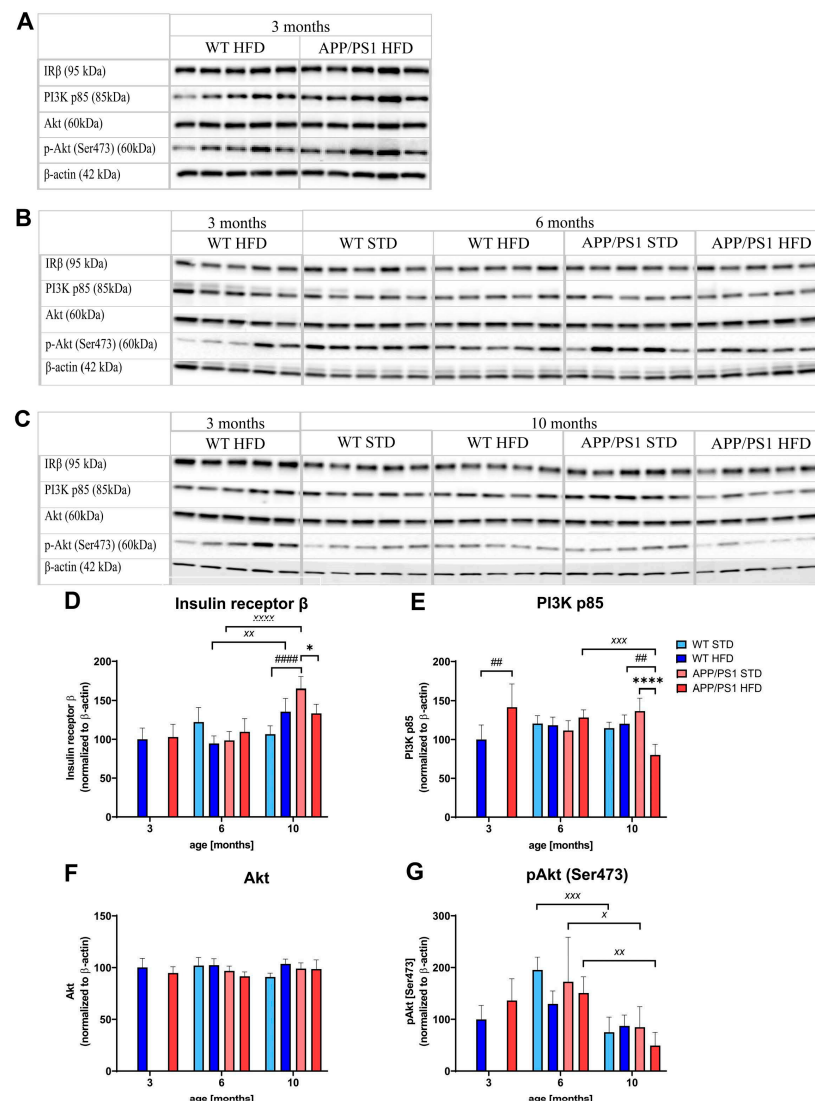 A
3 months
WT HFD APP/PS1 HFD
IRβ (95 kDa)
PI3K p85 (85kDa)
Akt (60kDa)
p-Akt (Ser473) (60kDa)
β-actin (42 kDa)
B
3 months 6 months
WT HFD WT STD WT HFD APP/PS1 STD APP/PS1 HFD
IRβ (95 kDa)
PI3K p85 (85kDa)
Akt (60kDa)
p-Akt (Ser473) (60kDa)
β-actin (42 kDa)
C
3 months 10 months
WT HFD WT STD WT HFD APP/PS1 STD APP/PS1 HFD
IRβ (95 kDa)
PI3K p85 (85kDa)
Akt (60kDa)
p-Akt (Ser473) (60kDa)
β-actin (42 kDa)
D
Insulin receptor β
xxxx
xx
####
*
200
150
100
50
0
Insulin receptor β
(normalized to β-actin)
3 6 10
age [months]
E
PI3K p85
xxx
##
##
****
200
150
100
50
0
PI3K p85
(normalized to β-actin)
3 6 10
age [months]
WT STD
WT HFD
APP/PS1 STD
APP/PS1 HFD
F
Akt
150
100
50
0
Akt
(normalized to β-actin)
3 6 10
age [months]
G
pAkt (Ser473)
xxx
x
xx
300
200
100
0
pAkt [Ser473]
(normalized to β-actin)
3 6 10
age [months]